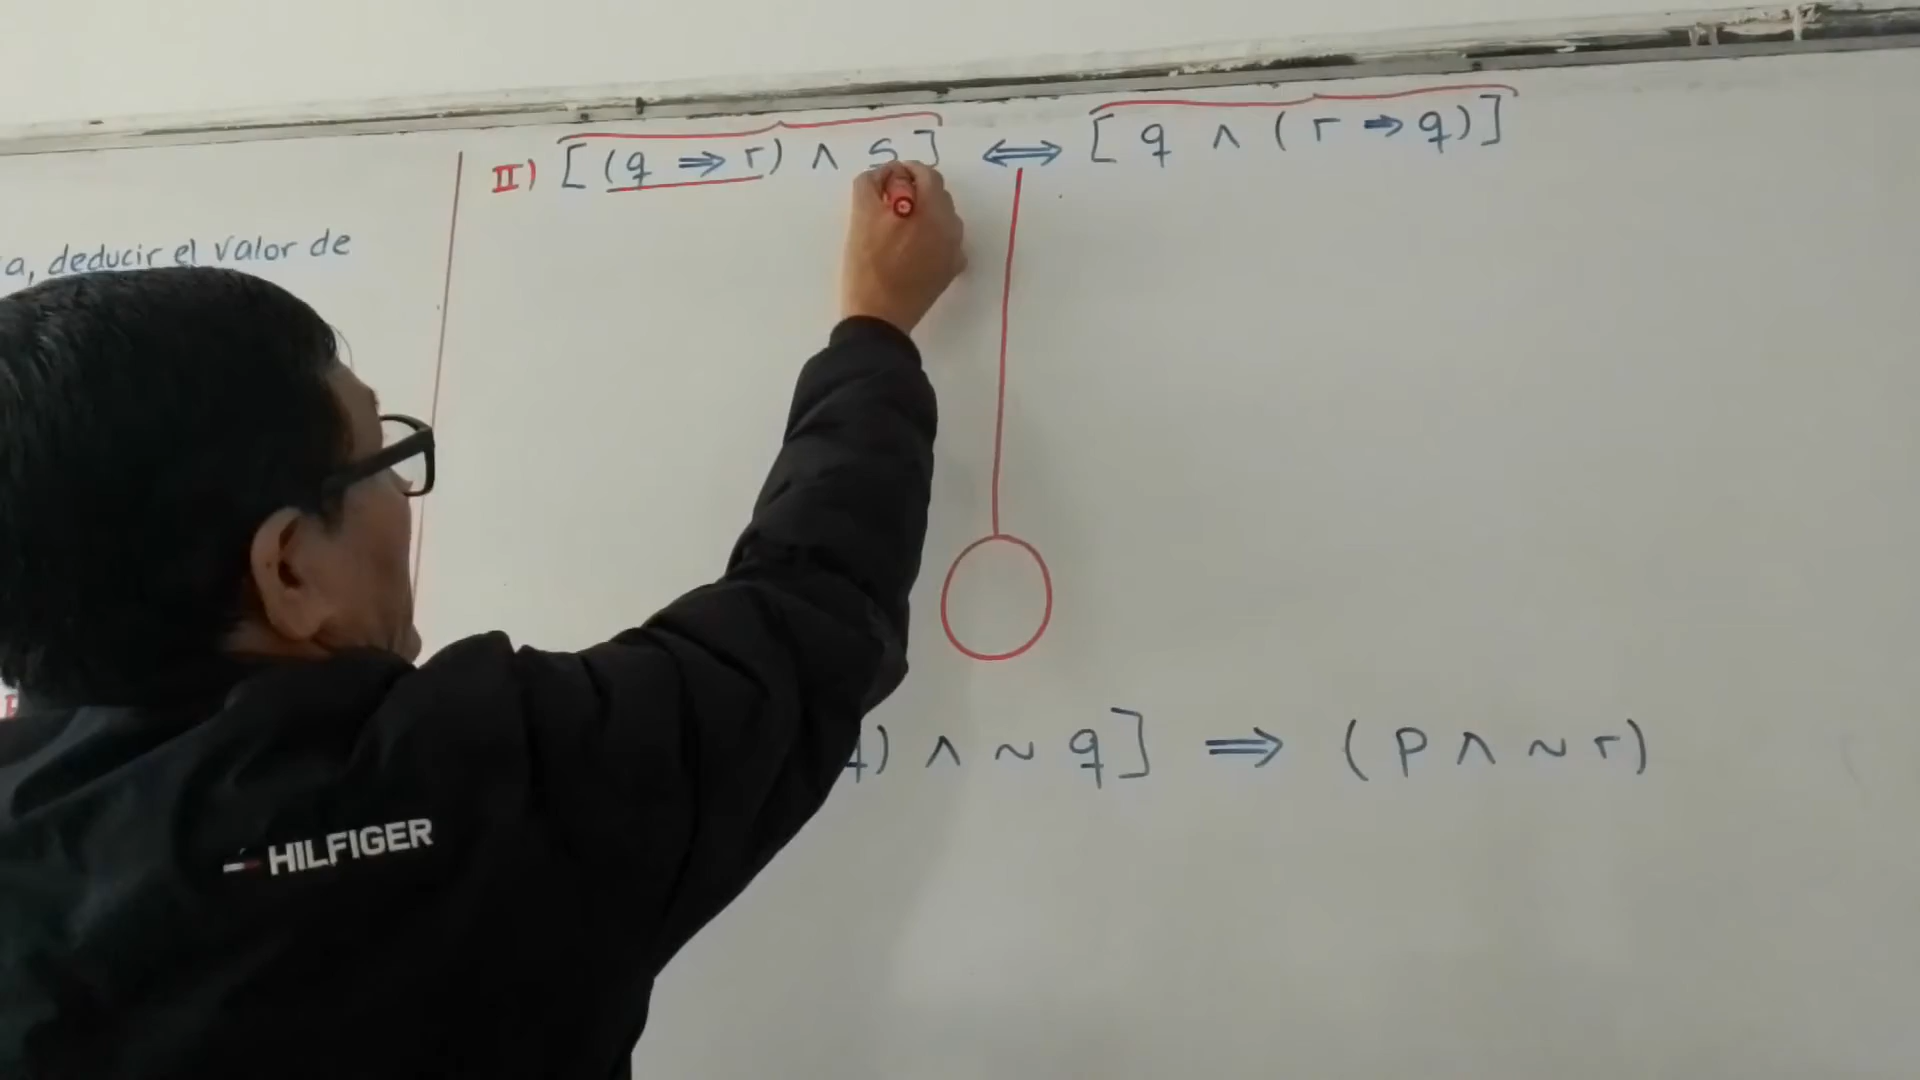 a, deducir el valor de
II) [(q ⇒ r) ∧ s] ⟺ [q ∧ (r ⇒ q)]
) ∧ ~ q] ⇒ (p ∧ ~ r)
HILFIGER